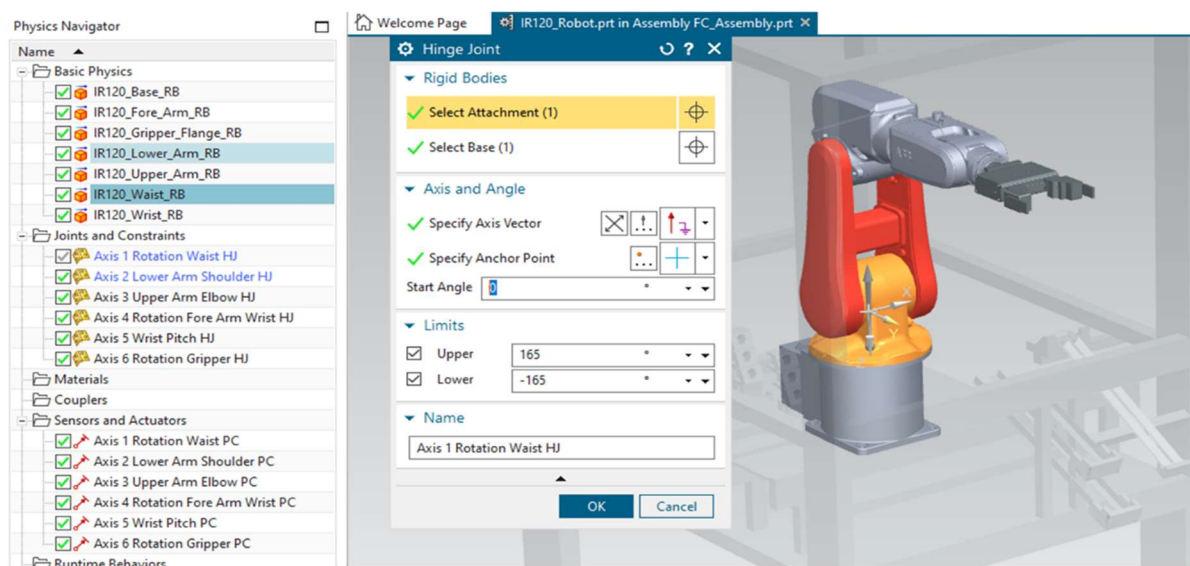 Physics Navigator
Name
Basic Physics
IR120_Base_RB
IR120_Fore_Arm_RB
IR120_Gripper_Flange_RB
IR120_Lower_Arm_RB
IR120_Upper_Arm_RB
IR120_Waist_RB
IR120_Wrist_RB
Joints and Constraints
Axis 1 Rotation Waist HJ
Axis 2 Lower Arm Shoulder HJ
Axis 3 Upper Arm Elbow HJ
Axis 4 Rotation Fore Arm Wrist HJ
Axis 5 Wrist Pitch HJ
Axis 6 Rotation Gripper HJ
Materials
Couplers
Sensors and Actuators
Axis 1 Rotation Waist PC
Axis 2 Lower Arm Shoulder PC
Axis 3 Upper Arm Elbow PC
Axis 4 Rotation Fore Arm Wrist PC
Axis 5 Wrist Pitch PC
Axis 6 Rotation Gripper PC
Runtime Behaviors
Welcome Page
IR120_Robot.prt in Assembly FC_Assembly.prt
Hinge Joint
Rigid Bodies
Select Attachment (1)
Select Base (1)
Axis and Angle
Specify Axis Vector
Specify Anchor Point
Start Angle 0 °
Limits
Upper 165 °
Lower -165 °
Name
Axis 1 Rotation Waist HJ
OK Cancel
X
Y